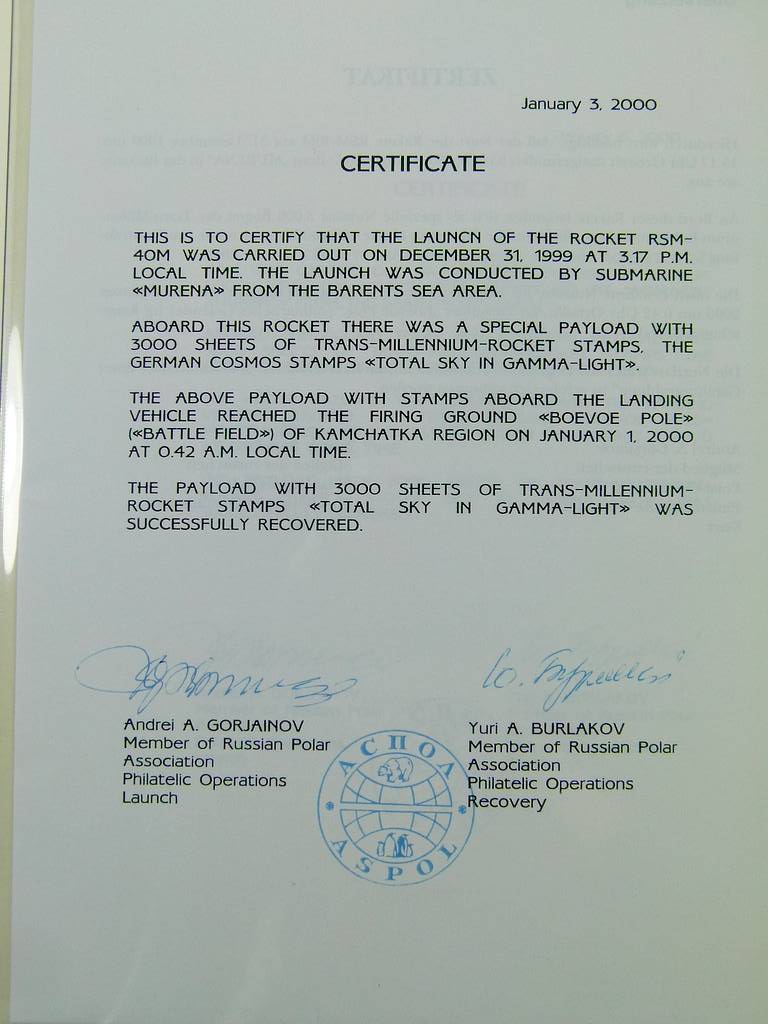 January 3, 2000
CERTIFICATE
THIS IS TO CERTIFY THAT THE LAUNCN OF THE ROCKET RSM-
40M WAS CARRIED OUT ON DECEMBER 31, 1999 AT 3.17 P.M.
LOCAL TIME. THE LAUNCH WAS CONDUCTED BY SUBMARINE
«MURENA» FROM THE BARENTS SEA AREA.
ABOARD THIS ROCKET THERE WAS A SPECIAL PAYLOAD WITH
3000 SHEETS OF TRANS-MILLENNIUM-ROCKET STAMPS, THE
GERMAN COSMOS STAMPS «TOTAL SKY IN GAMMA-LIGHT».
THE ABOVE PAYLOAD WITH STAMPS ABOARD THE LANDING
VEHICLE REACHED THE FIRING GROUND «BOEVOE POLE»
(«BATTLE FIELD») OF KAMCHATKA REGION ON JANUARY 1, 2000
AT 0.42 A.M. LOCAL TIME.
THE PAYLOAD WITH 3000 SHEETS OF TRANS-MILLENNIUM-
ROCKET STAMPS «TOTAL SKY IN GAMMA-LIGHT» WAS
SUCCESSFULLY RECOVERED.
Andrei A. GORJAINOV
Member of Russian Polar
Association
Philatelic Operations
Launch
Yuri A. BURLAKOV
Member of Russian Polar
Association
Philatelic Operations
Recovery
АСПОЛ
ASPOL